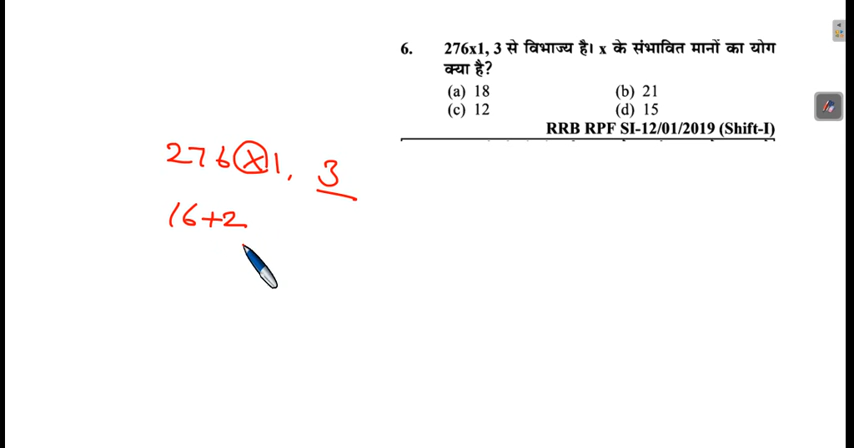 6. 276x1, 3 से विभाज्य है। x के संभावित मानों का योग
क्या है?
(a) 18 (b) 21
(c) 12 (d) 15
RRB RPF SI-12/01/2019 (Shift-I)
276x1, 3
16+2